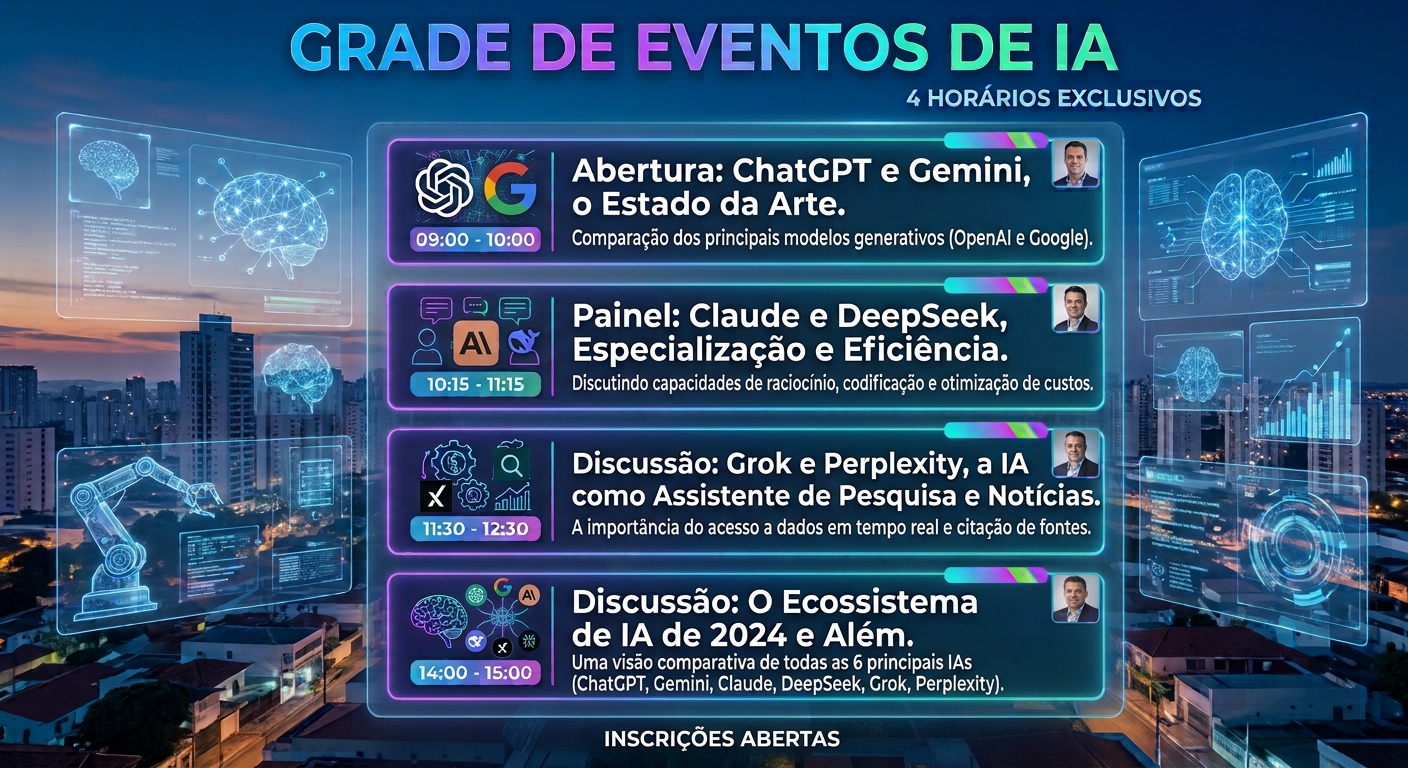 GRADE DE EVENTOS DE IA
4 HORÁRIOS EXCLUSIVOS
Abertura: ChatGPT e Gemini,
o Estado da Arte.
09:00 - 10:00
Comparação dos principais modelos generativos (OpenAI e Google).
Painel: Claude e DeepSeek,
Especialização e Eficiência.
10:15 - 11:15
Discutindo capacidades de raciocínio, codificação e otimização de custos.
Discussão: Grok e Perplexity, a IA
como Assistente de Pesquisa e Notícias.
11:30 - 12:30
A importância do acesso a dados em tempo real e citação de fontes.
Discussão: O Ecossistema
de IA de 2024 e Além.
14:00 - 15:00
Uma visão comparativa de todas as 6 principais IAs
(ChatGPT, Gemini, Claude, DeepSeek, Grok, Perplexity).
INSCRIÇÕES ABERTAS